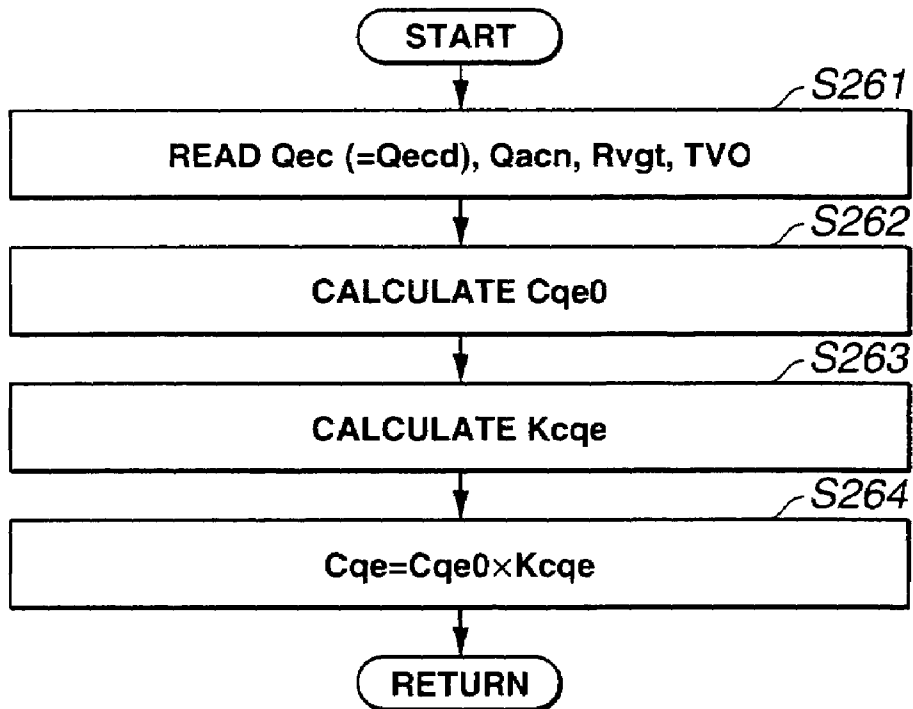 START
S261
READ Qec (=Qecd), Qacn, Rvgt, TVO
S262
CALCULATE Cqe0
S263
CALCULATE Kcqe
S264
Cqe=Cqe0×Kcqe
RETURN